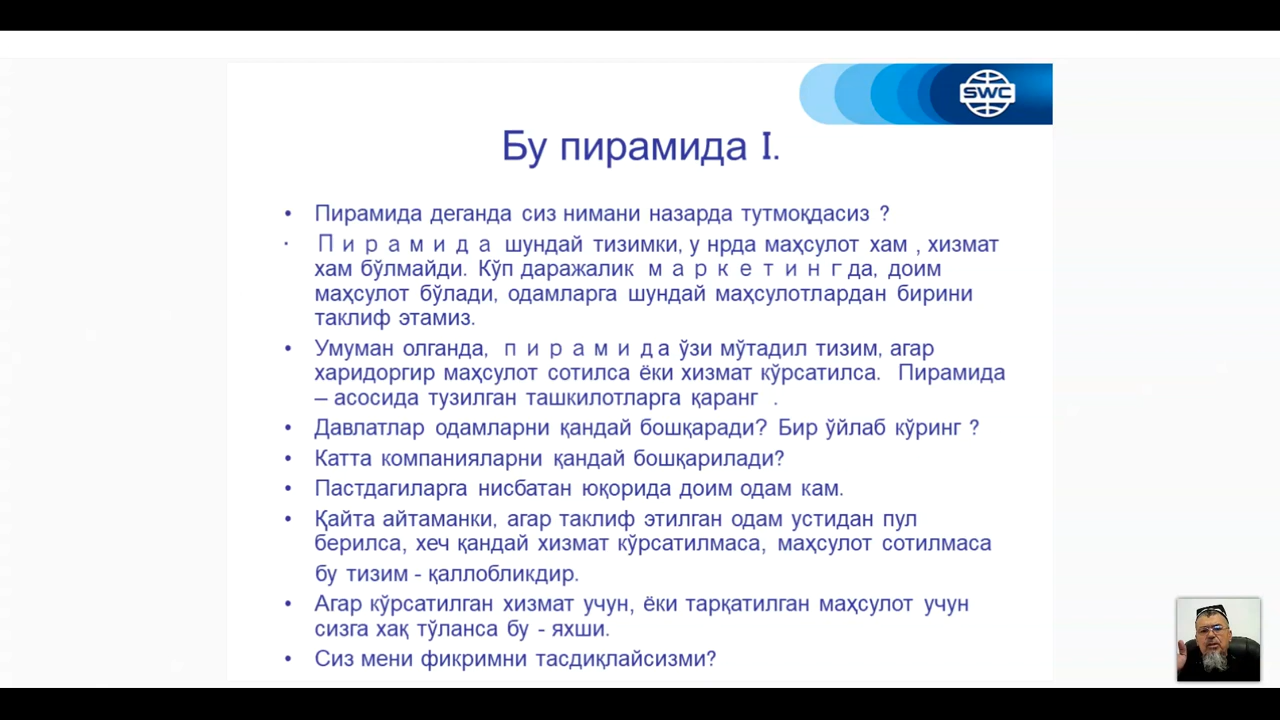 SWC
Бу пирамида I.
• Пирамида деганда сиз нимани назарда тутмоқдасиз ?
• П и р а м и д а шундай тизимки, у нрда маҳсулот хам , хизмат
хам бўлмайди. Кўп даражалик м а р к е т и н г да, доим
маҳсулот бўлади, одамларга шундай маҳсулотлардан бирини
таклиф этамиз.
• Умуман олганда, п и р а м и д а ўзи мўтадил тизим, агар
харидоргир маҳсулот сотилса ёки хизмат кўрсатилса. Пирамида
– асосида тузилган ташкилотларга қаранг .
• Давлатлар одамларни қандай бошқаради? Бир ўйлаб кўринг ?
• Катта компанияларни қандай бошқарилади?
• Пастдагиларга нисбатан юқорида доим одам кам.
• Қайта айтаманки, агар таклиф этилган одам устидан пул
берилса, хеч қандай хизмат кўрсатилмаса, маҳсулот сотилмаса
бу тизим - қаллобликдир.
• Агар кўрсатилган хизмат учун, ёки тарқатилган маҳсулот учун
сизга хақ тўланса бу - яхши.
• Сиз мени фикримни тасдиқлайсизми?